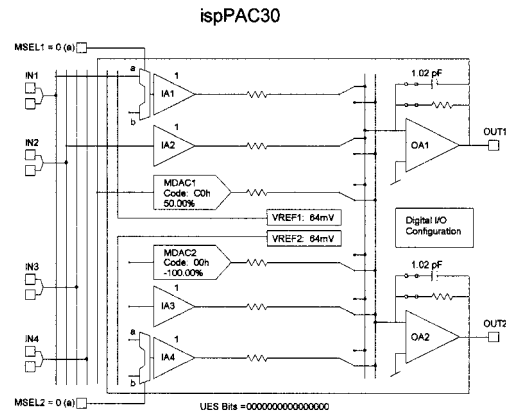 ispPAC30
MSEL1 = 0 (a)
IN1
a
b
1
IA1
1.02 pF
OA1
OUT1
IN2
1
IA2
MDAC1
Code: C0h
50.00%
VREF1: 64mV
VREF2: 64mV
Digital I/O
Configuration
MDAC2
Code: 00h
-100.00%
IN3
1
IA3
1.02 pF
OA2
OUT2
IN4
a
b
1
IA4
MSEL2 = 0 (a)
UES Bits =0000000000000000